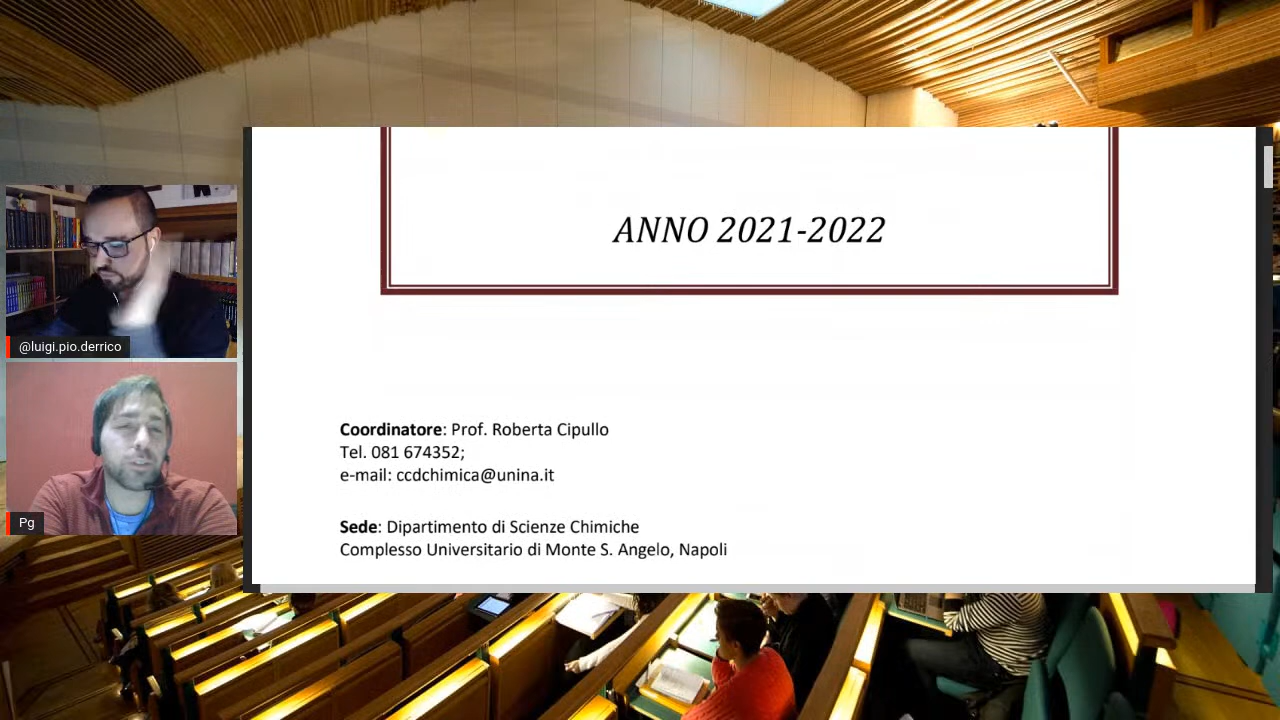 ANNO 2021-2022
Coordinatore: Prof. Roberta Cipullo
Tel. 081 674352;
e-mail: ccdchimica@unina.it
Sede: Dipartimento di Scienze Chimiche
Complesso Universitario di Monte S. Angelo, Napoli
@luigi.pio.derrico
Pg